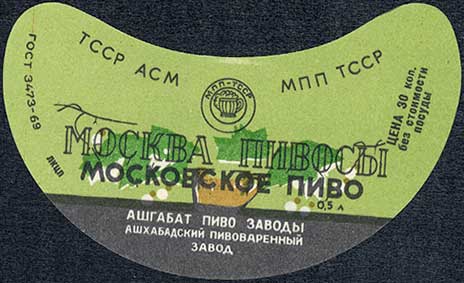 ГОСТ 3473-69
ТССР АСМ
МПП-ТССР
МПП ТССР
ЦЕНА 30 коп.
без стоимости
посуды
МОСКВА ПИВОСЫ
МОСКОВСКОЕ ПИВО
0,5 л
АШГАБАТ ПИВО ЗАВОДЫ
АШХАБАДСКИЙ ПИВОВАРЕННЫЙ
ЗАВОД